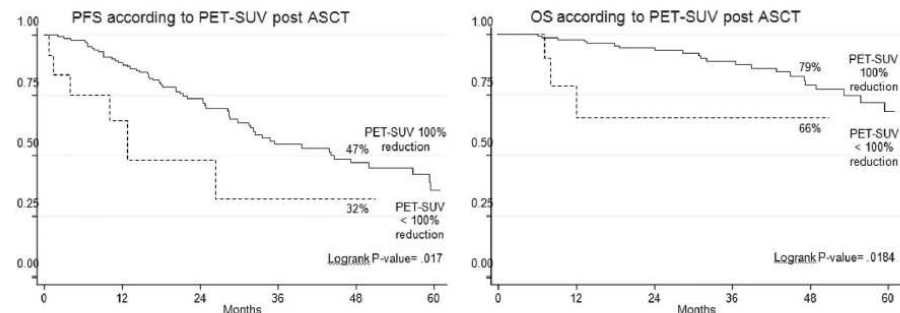 PFS according to PET-SUV post ASCT
1.00
0.75
0.50
0.25
0.00
PET-SUV 100%
reduction
47%
32%
PET-SUV
< 100%
reduction
Logrank P-value= .017
0
12
24
36
48
60
Months
OS according to PET-SUV post ASCT
1.00
0.75
0.50
0.25
0.00
79%
PET-SUV
100%
reduction
66%
PET-SUV
< 100%
reduction
Logrank P-value= .0184
0
12
24
36
48
60
Months